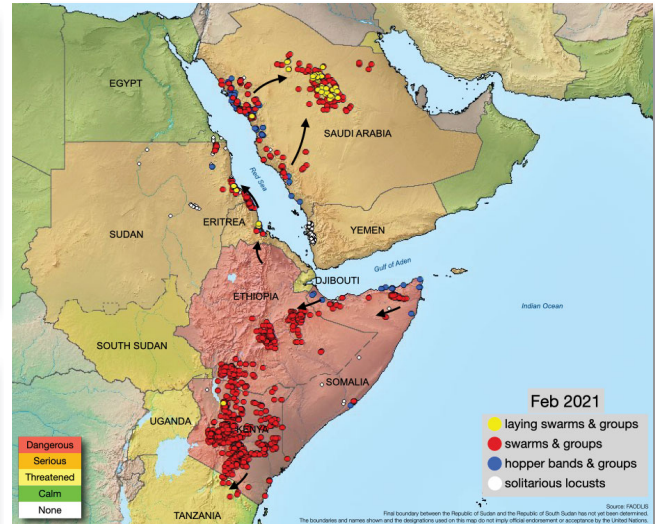 EGYPT
SAUDI ARABIA
Red Sea
SUDAN
ERITREA
YEMEN
Gulf of Aden
DJIBOUTI
ETHIOPIA
Indian Ocean
SOUTH SUDAN
SOMALIA
UGANDA
KENYA
TANZANIA
Feb 2021
laying swarms & groups
swarms & groups
hopper bands & groups
solitarious locusts
Dangerous
Serious
Threatened
Calm
None
Source: FAODLIS
Final boundary between the Republic of Sudan and the Republic of South Sudan has not yet been determined.
The boundaries and names shown and the designations used on this map do not imply official endorsement or acceptance by the United Nations.